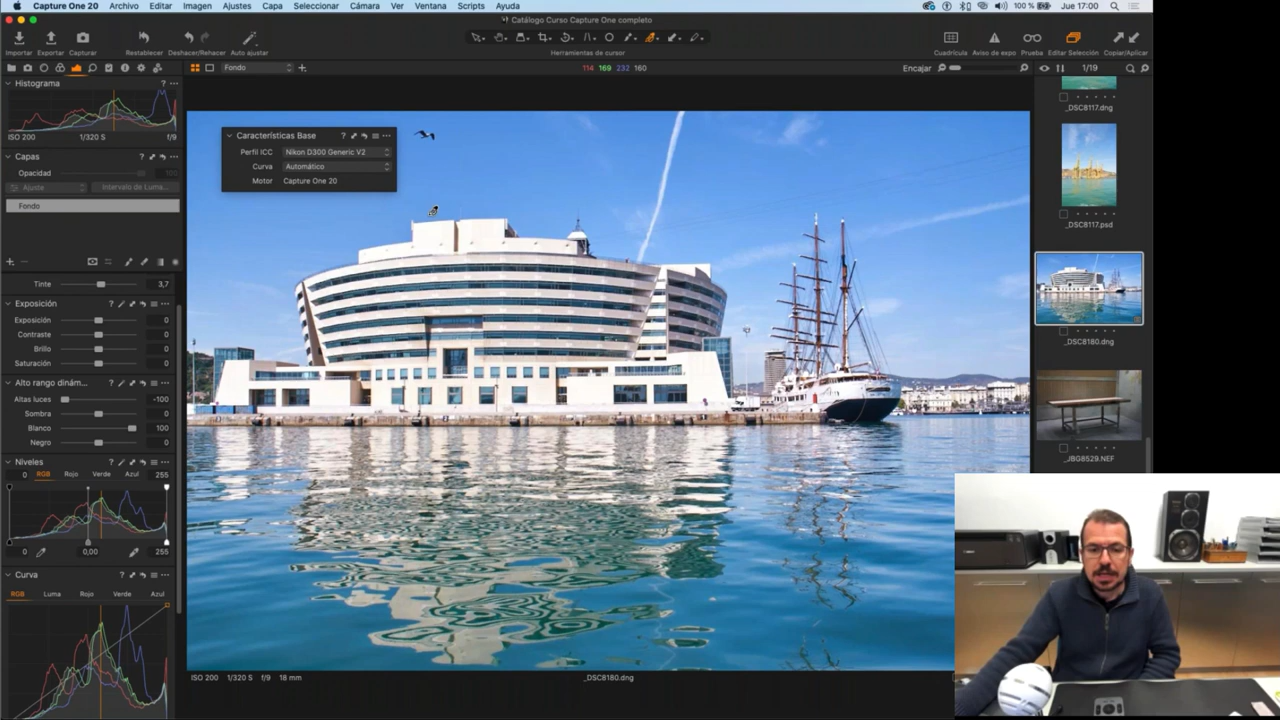 Capture One 20 Archivo Editar Imagen Ajustes Capa Seleccionar Cámara Ver Ventana Scripts Ayuda 100 % Jue 17:00
Catálogo Curso Capture One completo
Importar Exportar Capturar Restablecer Deshacer/Rehacer Auto ajustar Herramientas de cursor Cuadrícula Aviso de expo Prueba Editar Selección Copiar/Aplicar
Fondo 114 169 232 160 Encajar 1/19
Histograma
ISO 200 1/320 S f/9
Capas
Opacidad 100
Ajuste Intervalo de Luma...
Fondo
Tinte 3,7
Exposición
Exposición 0
Contraste 0
Brillo 0
Saturación 0
Alto rango dinám...
Altas luces -100
Sombra 0
Blanco 100
Negro 0
Niveles
0 RGB Rojo Verde Azul 255
0 0,00 255
Curva
RGB Luma Rojo Verde Azul
Características Base
Perfil ICC Nikon D300 Generic V2
Curva Automático
Motor Capture One 20
ISO 200 1/320 S f/9 18 mm _DSC8180.dng
_DSC8117.dng
_DSC8117.psd
_DSC8180.dng
_JBG8529.NEF